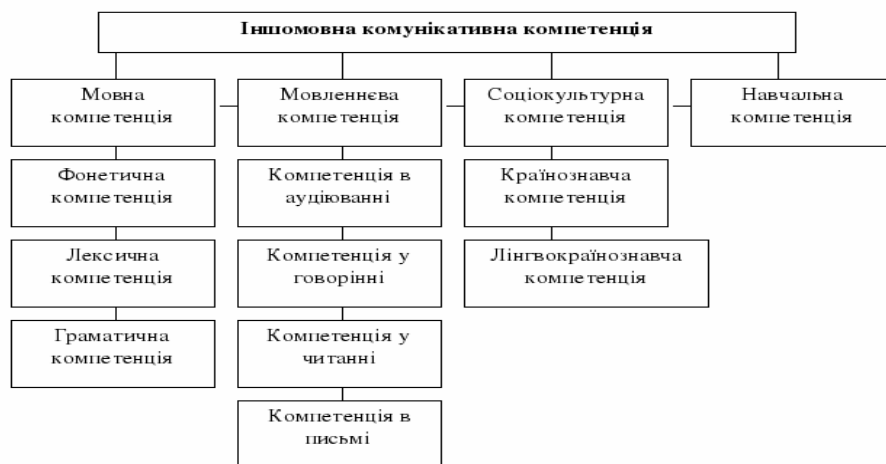 Іншомовна комунікативна компетенція
Мовна
компетенція
Мовленнєва
компетенція
Соціокультурна
компетенція
Навчальна
компетенція
Фонетична
компетенція
Компетенція в
аудіюванні
Країнознавча
компетенція
Лексична
компетенція
Компетенція у
говорінні
Лінгвокраїнознавча
компетенція
Граматична
компетенція
Компетенція у
читанні
Компетенція в
письмі